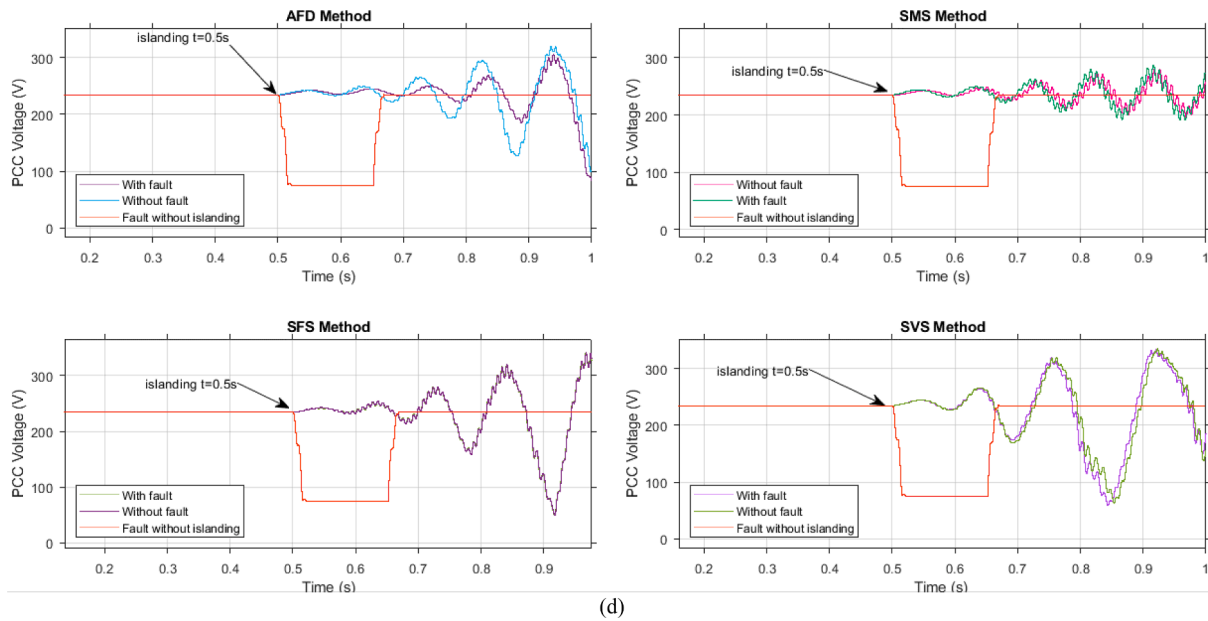 AFD Method
islanding t=0.5s
PCC Voltage (V)
300
200
100
0
With fault
Without fault
Fault without islanding
0.2 0.3 0.4 0.5 0.6 0.7 0.8 0.9 1
Time (s)
SMS Method
islanding t=0.5s
PCC Voltage (V)
300
200
100
0
Without fault
With fault
Fault without islanding
0.2 0.3 0.4 0.5 0.6 0.7 0.8 0.9 1
Time (s)
SFS Method
islanding t=0.5s
PCC Voltage (V)
300
200
100
0
With fault
Without fault
Fault without islanding
0.2 0.3 0.4 0.5 0.6 0.7 0.8 0.9
Time (s)
SVS Method
islanding t=0.5s
PCC Voltage (V)
300
200
100
0
With fault
Without fault
Fault without islanding
0.2 0.3 0.4 0.5 0.6 0.7 0.8 0.9 1
Time (s)
(d)